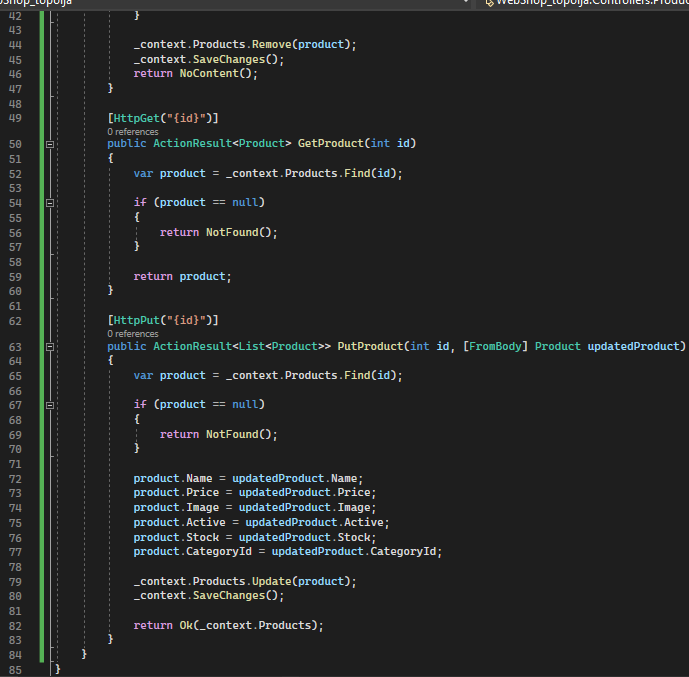 bShop_topolja
WebShop_topolja.Controllers.Produc
42 }
43
44 _context.Products.Remove(product);
45 _context.SaveChanges();
46 return NoContent();
47 }
48
49 [HttpGet("{id}")]
0 references
50 public ActionResult<Product> GetProduct(int id)
51 {
52 var product = _context.Products.Find(id);
53
54 if (product == null)
55 {
56 return NotFound();
57 }
58
59 return product;
60 }
61
62 [HttpPut("{id}")]
0 references
63 public ActionResult<List<Product>> PutProduct(int id, [FromBody] Product updatedProduct)
64 {
65 var product = _context.Products.Find(id);
66
67 if (product == null)
68 {
69 return NotFound();
70 }
71
72 product.Name = updatedProduct.Name;
73 product.Price = updatedProduct.Price;
74 product.Image = updatedProduct.Image;
75 product.Active = updatedProduct.Active;
76 product.Stock = updatedProduct.Stock;
77 product.CategoryId = updatedProduct.CategoryId;
78
79 _context.Products.Update(product);
80 _context.SaveChanges();
81
82 return Ok(_context.Products);
83 }
84 }
85 }